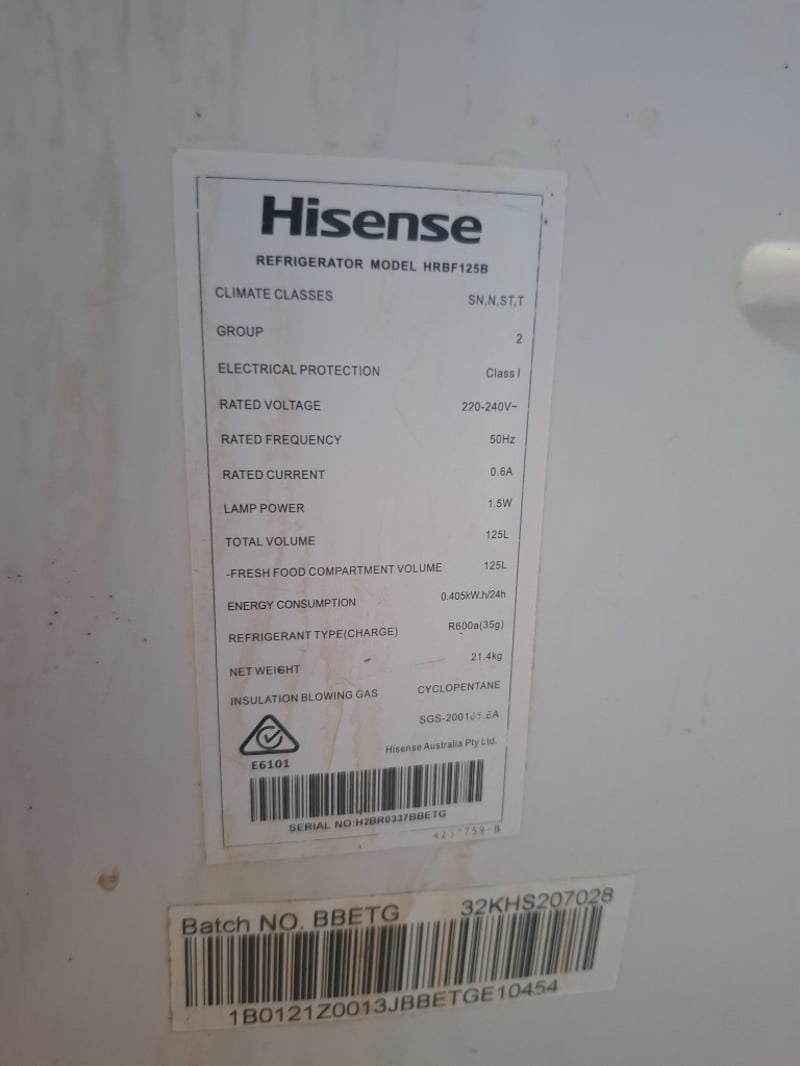 Hisense
REFRIGERATOR MODEL HRBF125B
CLIMATE CLASSES SN,N,ST,T
GROUP 2
ELECTRICAL PROTECTION Class I
RATED VOLTAGE 220-240V~
RATED FREQUENCY 50Hz
RATED CURRENT 0.6A
LAMP POWER 1.5W
TOTAL VOLUME 125L
-FRESH FOOD COMPARTMENT VOLUME 125L
ENERGY CONSUMPTION 0.405kW.h/24h
REFRIGERANT TYPE(CHARGE) R600a(35g)
NET WEIGHT 21.4kg
INSULATION BLOWING GAS CYCLOPENTANE
Hisense Australia Pty Ltd.
E6101
SERIAL NO:H2BR0337BBETG
Batch NO. BBETG 32KHS207028
1B0121Z0013JBBETGE10454